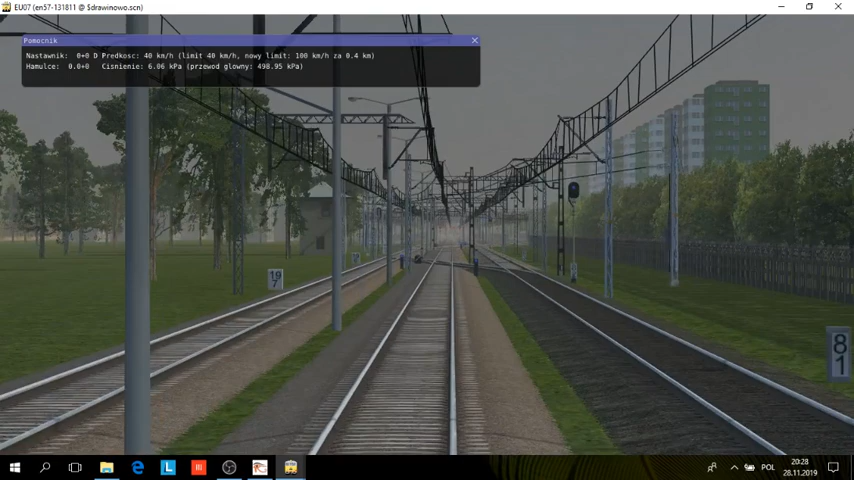 EU07 (en57-131811 @ $drawinowo.scn)
Pomocnik
Nastawnik: 0+0 D Predkosc: 40 km/h (limit 40 km/h, nowy limit: 100 km/h za 0.4 km)
Hamulce: 0.0+0 Cisnienie: 6.06 kPa (przewod glowny: 498.95 kPa)
19
7
8
1
L
POL
20:28
28.11.2019